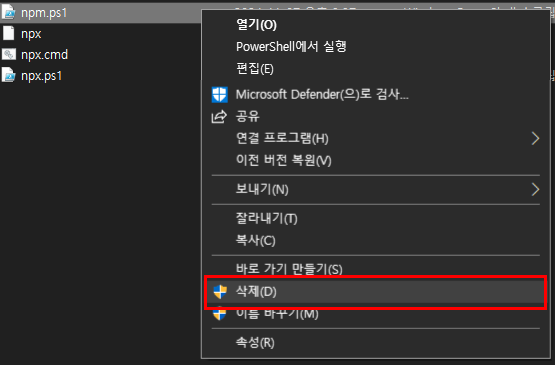 npm.ps1
npx
npx.cmd
npx.ps1
열기(O)
PowerShell에서 실행
편집(E)
Microsoft Defender(으)로 검사...
공유
연결 프로그램(H)
이전 버전 복원(V)
보내기(N)
잘라내기(T)
복사(C)
바로 가기 만들기(S)
삭제(D)
이름 바꾸기(M)
속성(R)